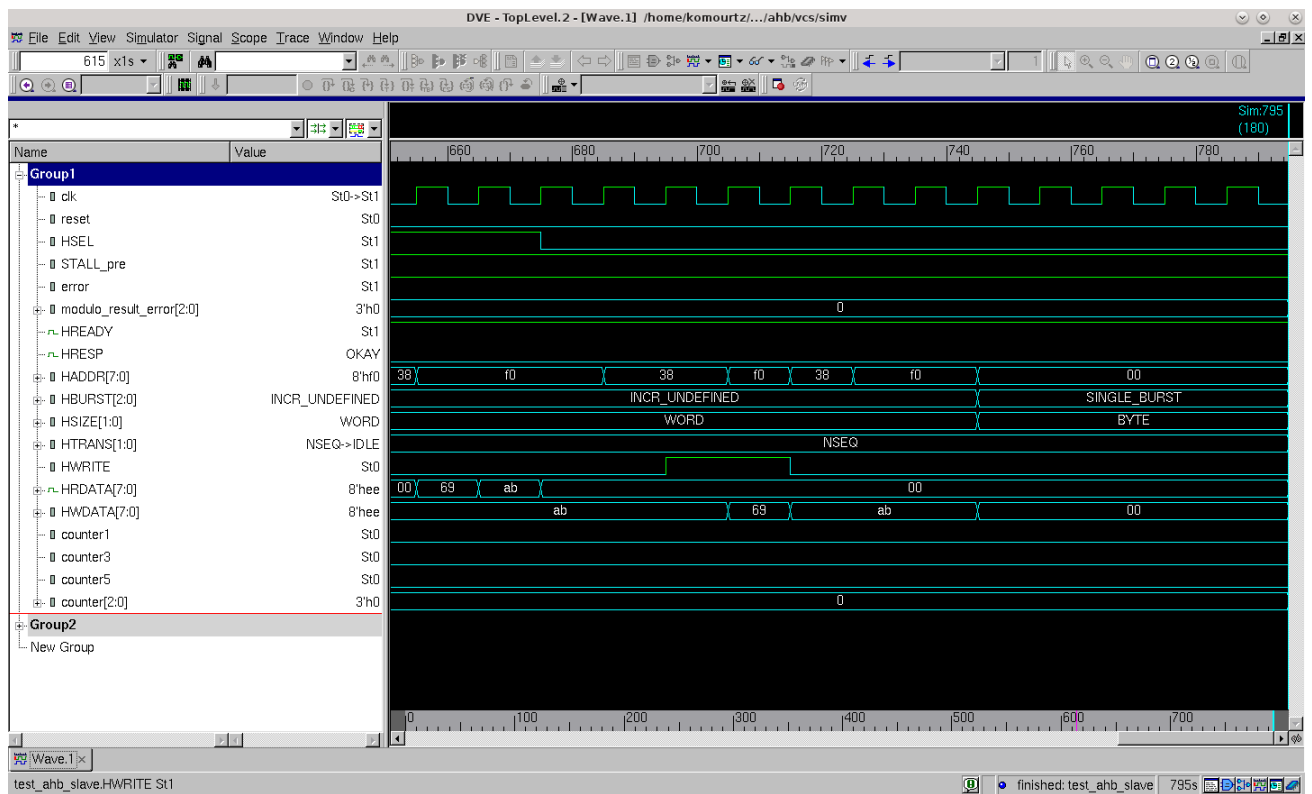 DVE - TopLevel.2 - [Wave.1] /home/komourtz/.../ahb/vcs/simv
File Edit View Simulator Signal Scope Trace Window Help
615 x1s 1
Sim:795
*
(180)
Name Value 660 680 700 720 740 760 780
Group1
clk St0->St1
reset St0
HSEL St1
STALL_pre St1
error St1
modulo_result_error[2:0] 3'h0 0
HREADY St1
HRESP OKAY
HADDR[7:0] 8'hf0 38 f0 38 f0 38 f0 00
HBURST[2:0] INCR_UNDEFINED INCR_UNDEFINED SINGLE_BURST
HSIZE[1:0] WORD WORD BYTE
HTRANS[1:0] NSEQ->IDLE NSEQ
HWRITE St0
HRDATA[7:0] 8'hee 00 69 ab 00
HWDATA[7:0] 8'hee ab 69 ab 00
counter1 St0
counter3 St0
counter5 St0
counter[2:0] 3'h0 0
Group2
New Group
0 100 200 300 400 500 600 700
Wave.1
test_ahb_slave.HWRITE St1 finished: test_ahb_slave 795s